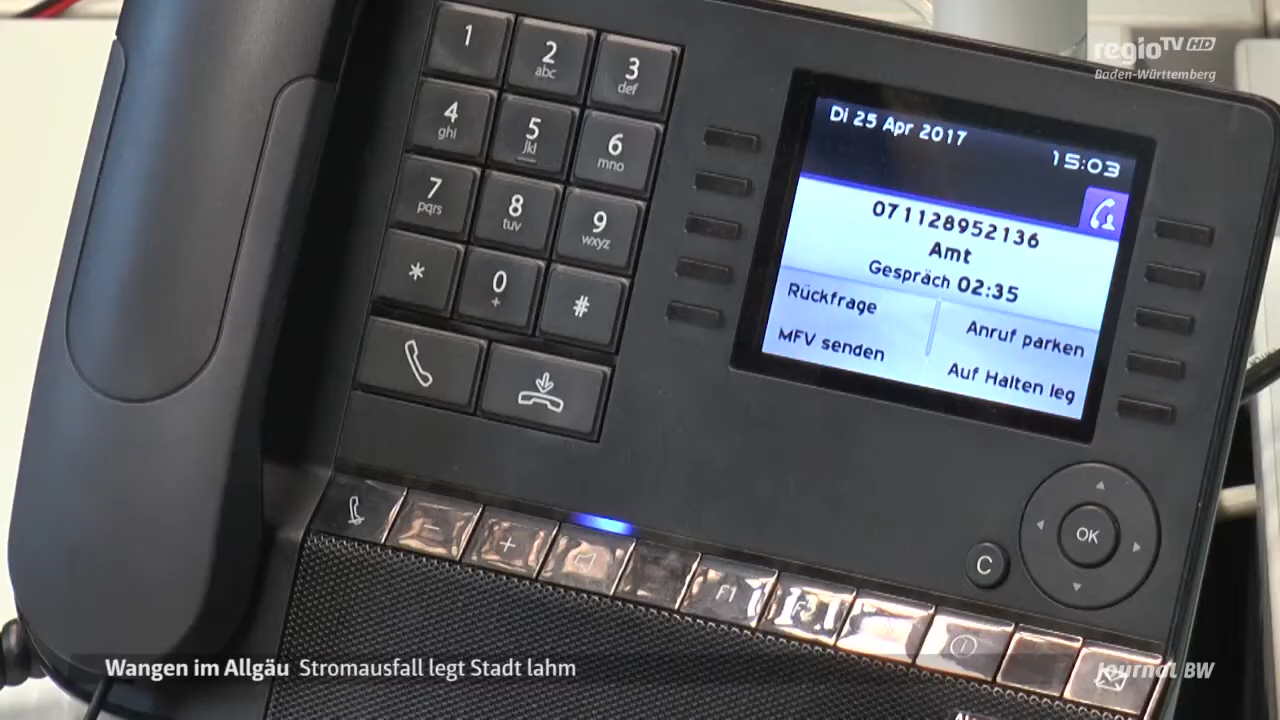 regioTV HD
Baden-Württemberg
Di 25 Apr 2017
15:03
071128952136
Amt
Gespräch 02:35
Rückfrage
Anruf parken
MFV senden
Auf Halten leg
1
2
abc
3
def
4
ghi
5
jkl
6
mno
7
pqrs
8
tuv
9
wxyz
*
0
+
#
OK
C
F1
F2
Wangen im Allgäu Stromausfall legt Stadt lahm
Journal BW